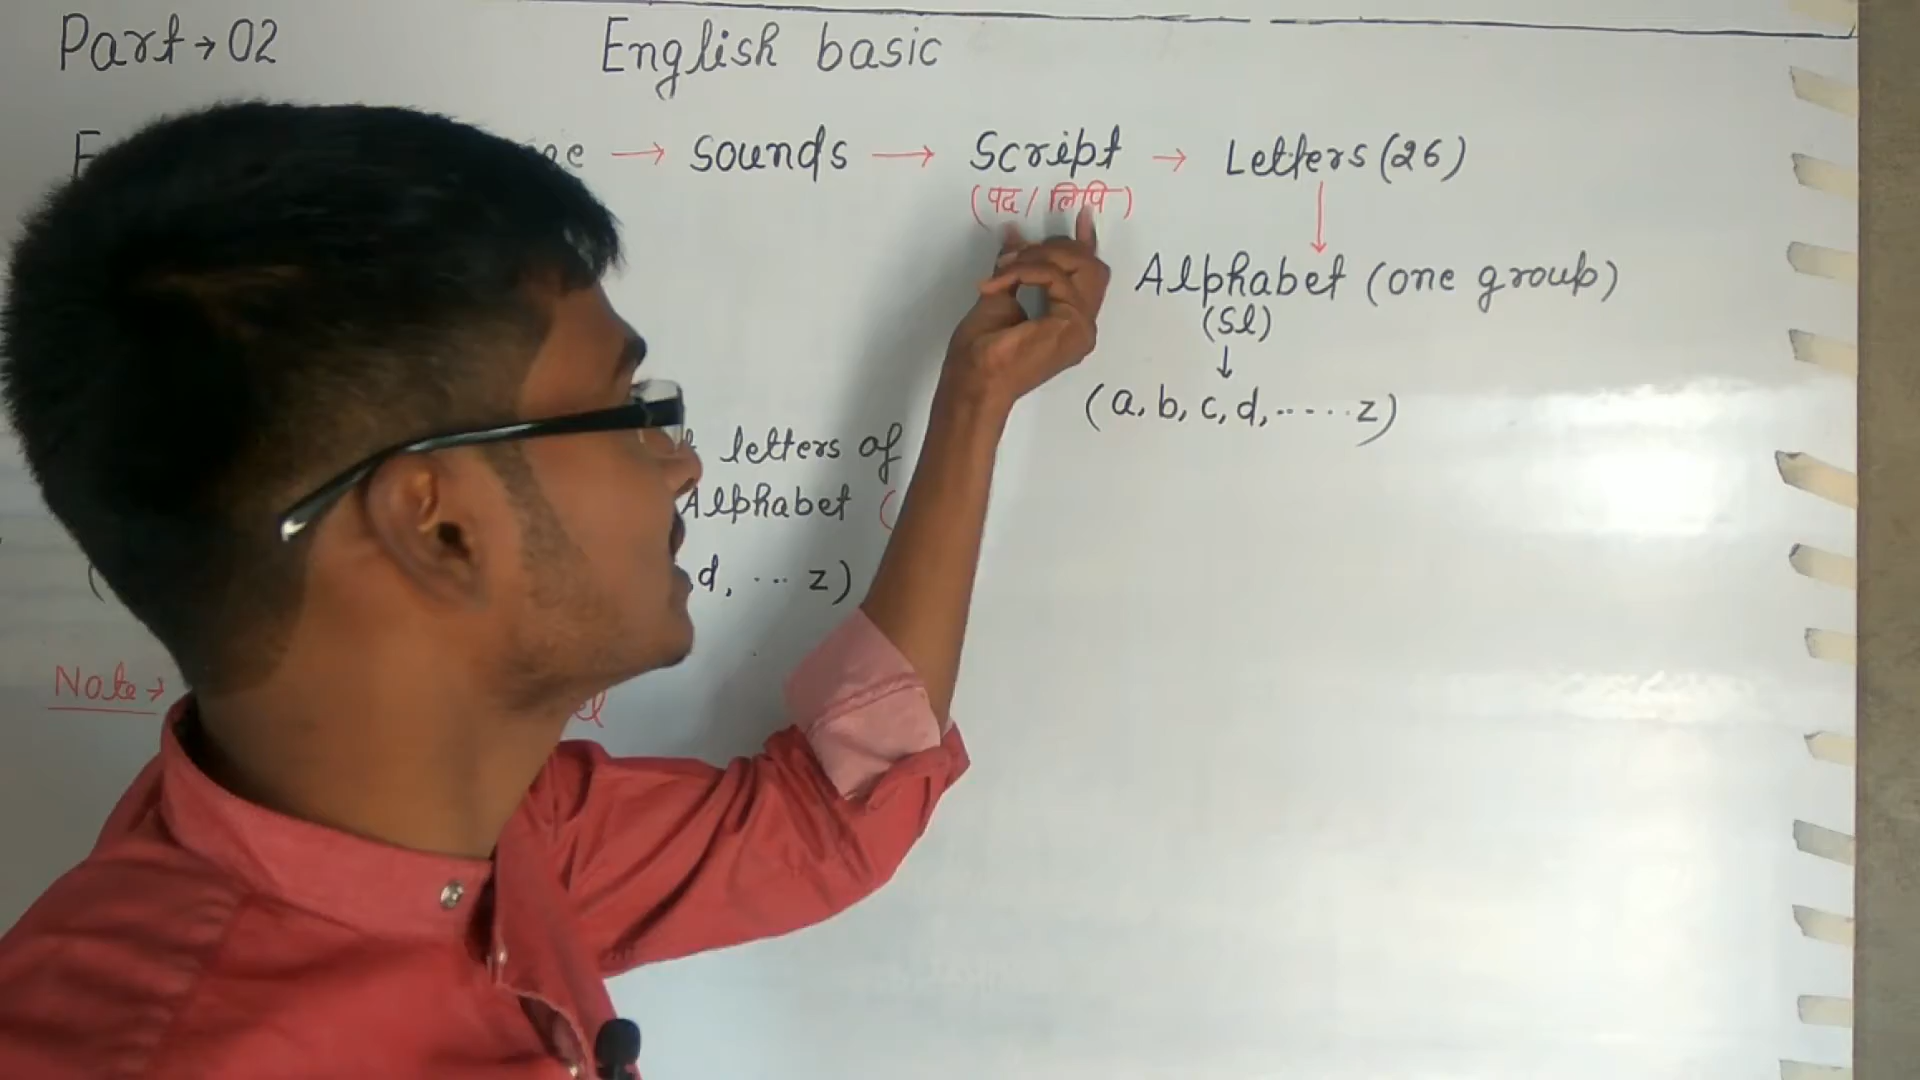 Part → 02
English basic
→ Sounds → Script → Letters (26)
(पद / लिपि)
Alphabet (one group)
(Sl)
↓
(a, b, c, d, ..... z)
letters of
Alphabet (
d, ... z)
Note →